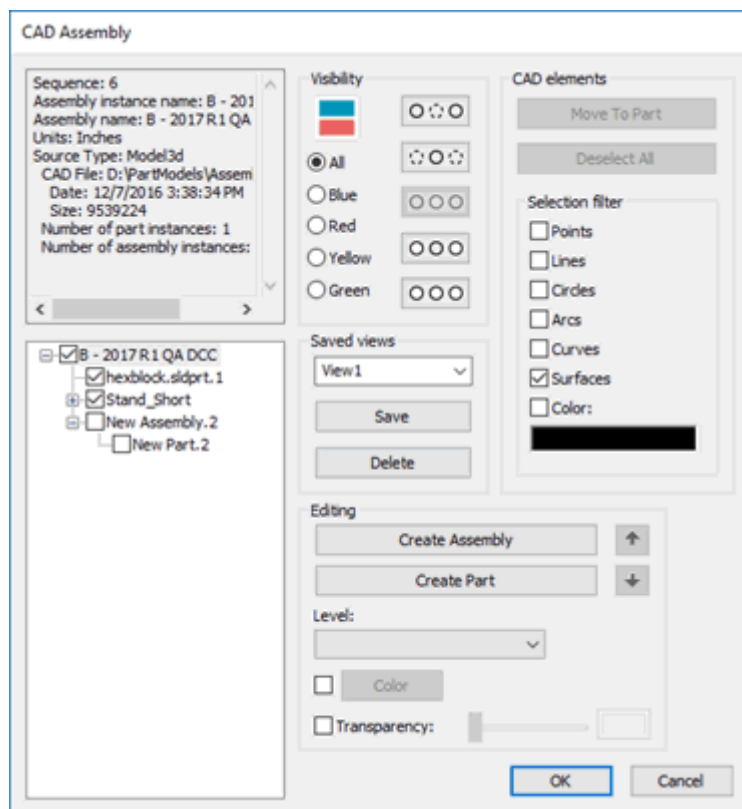 CAD Assembly
Sequence: 6
Assembly instance name: B - 201
Assembly name: B - 2017 R1 QA
Units: Inches
Source Type: Model3d
CAD File: D:\PartModels\Assem
Date: 12/7/2016 3:38:34 PM
Size: 9539224
Number of part instances: 1
Number of assembly instances:
B - 2017 R1 QA DCC
hexblock.sldprt.1
Stand_Short
New Assembly.2
New Part.2
Visibility
All
Blue
Red
Yellow
Green
Saved views
View1
Save
Delete
CAD elements
Move To Part
Deselect All
Selection filter
Points
Lines
Circles
Arcs
Curves
Surfaces
Color:
Editing
Create Assembly
Create Part
Level:
Color
Transparency:
OK
Cancel